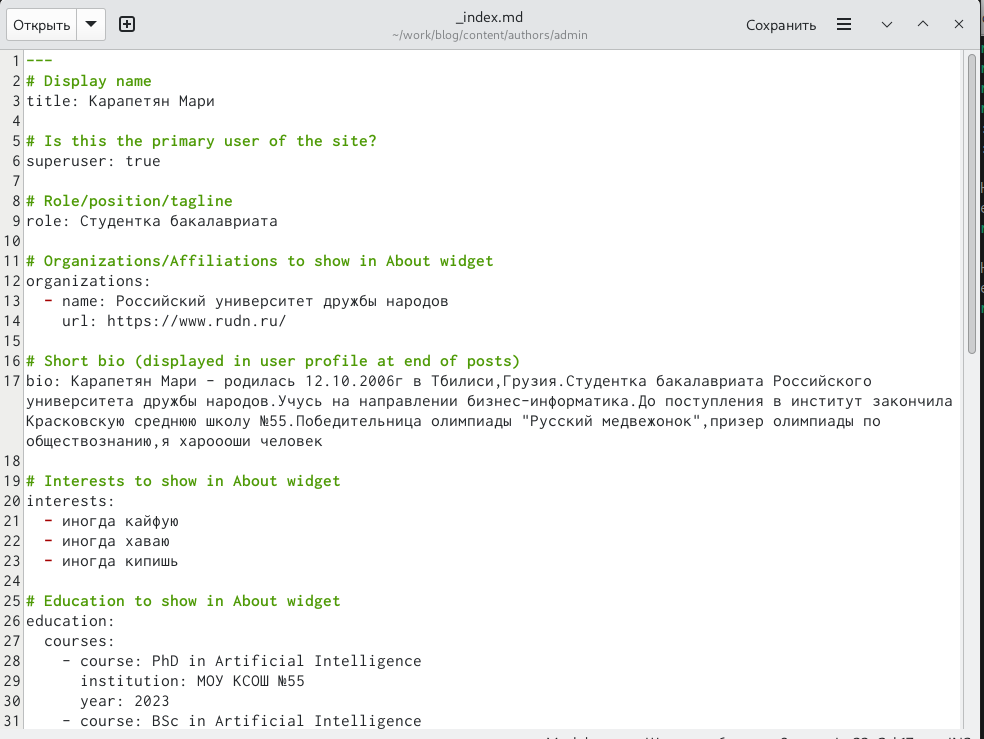 Открыть
_index.md
~/work/blog/content/authors/admin
Сохранить
1 ---
2 # Display name
3 title: Карапетян Мари
4
5 # Is this the primary user of the site?
6 superuser: true
7
8 # Role/position/tagline
9 role: Студентка бакалавриата
10
11 # Organizations/Affiliations to show in About widget
12 organizations:
13   - name: Российский университет дружбы народов
14     url: https://www.rudn.ru/
15
16 # Short bio (displayed in user profile at end of posts)
17 bio: Карапетян Мари - родилась 12.10.2006г в Тбилиси,Грузия.Студентка бакалавриата Российского
университета дружбы народов.Учусь на направлении бизнес-информатика.До поступления в институт закончила
Красковскую среднюю школу №55.Победительница олимпиады "Русский медвежонок",призер олимпиады по
обществознанию,я хароооши человек
18
19 # Interests to show in About widget
20 interests:
21   - иногда кайфую
22   - иногда хаваю
23   - иногда кипишь
24
25 # Education to show in About widget
26 education:
27   courses:
28     - course: PhD in Artificial Intelligence
29       institution: МОУ КСОШ №55
30       year: 2023
31     - course: BSc in Artificial Intelligence